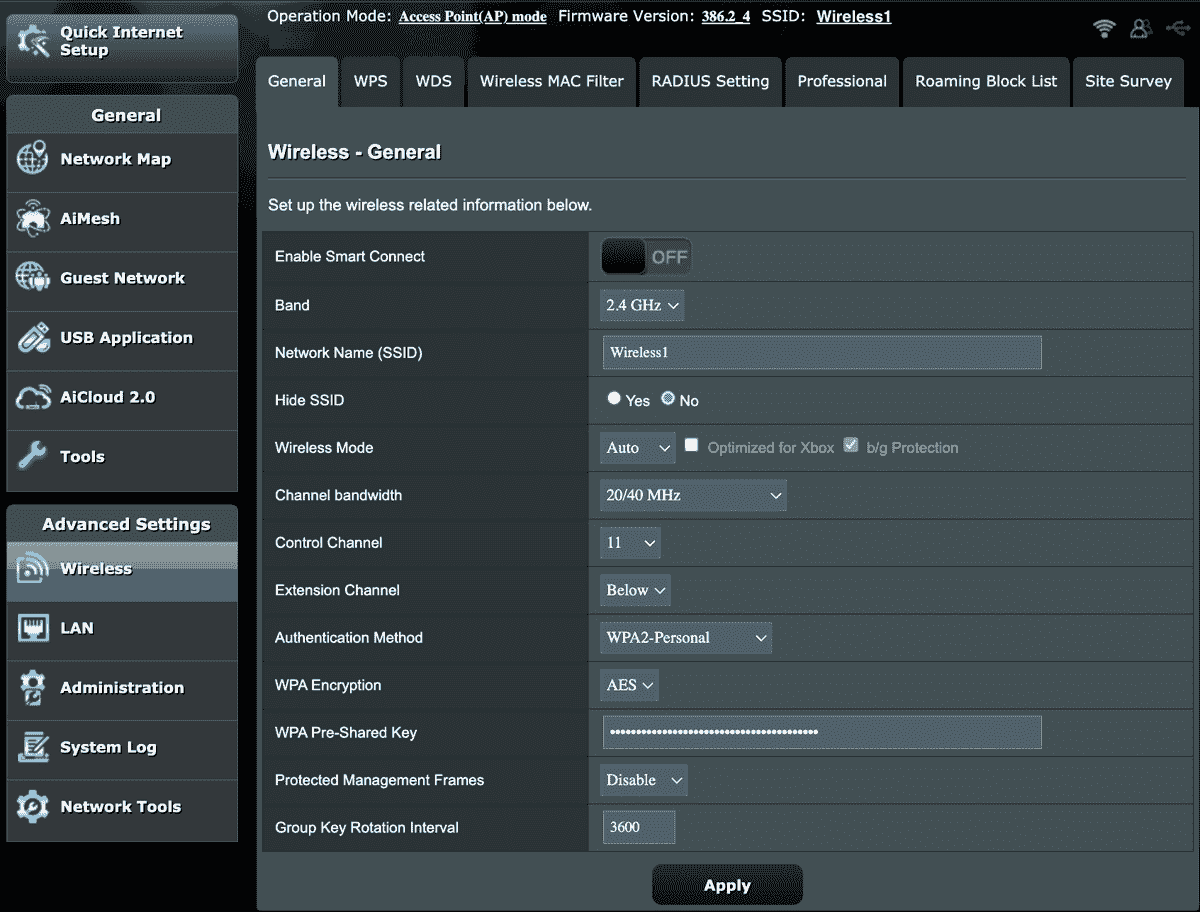 Operation Mode: Access Point(AP) mode Firmware Version: 386.2_4 SSID: Wireless1
Quick Internet
Setup
General
Network Map
AiMesh
Guest Network
USB Application
AiCloud 2.0
Tools
Advanced Settings
Wireless
LAN
Administration
System Log
Network Tools
General WPS WDS Wireless MAC Filter RADIUS Setting Professional Roaming Block List Site Survey
Wireless - General
Set up the wireless related information below.
Enable Smart Connect OFF
Band 2.4 GHz
Network Name (SSID) Wireless1
Hide SSID Yes No
Wireless Mode Auto Optimized for Xbox b/g Protection
Channel bandwidth 20/40 MHz
Control Channel 11
Extension Channel Below
Authentication Method WPA2-Personal
WPA Encryption AES
WPA Pre-Shared Key
Protected Management Frames Disable
Group Key Rotation Interval 3600
Apply